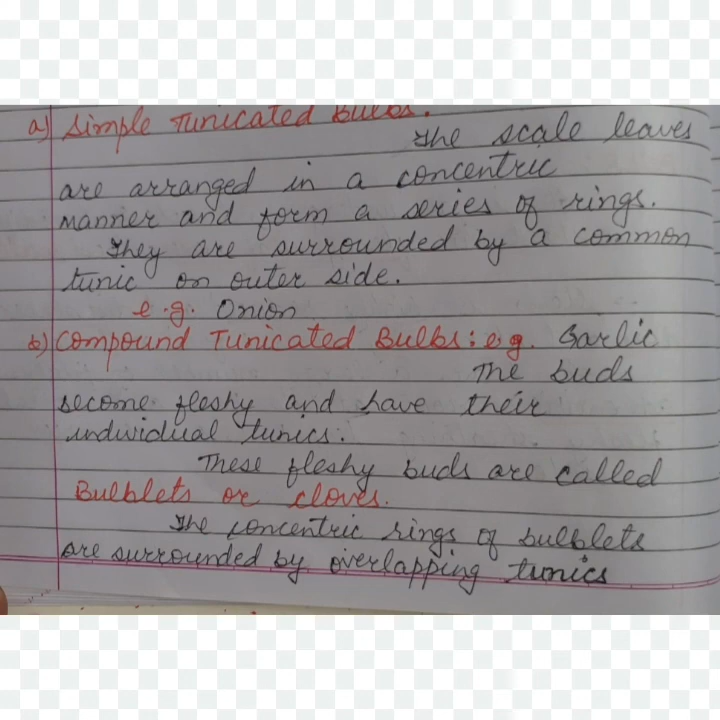 a) Simple Tunicated Bulbs.
The scale leaves
are arranged in a concentric
manner and form a series of rings.
They are surrounded by a common
tunic on outer side.
e.g. Onion
b) Compound Tunicated Bulbs: e.g. Garlic
The buds
become fleshy and have their
individual tunics.
These fleshy buds are called
Bulblets or cloves.
The concentric rings of bulblets
are surrounded by overlapping tunics